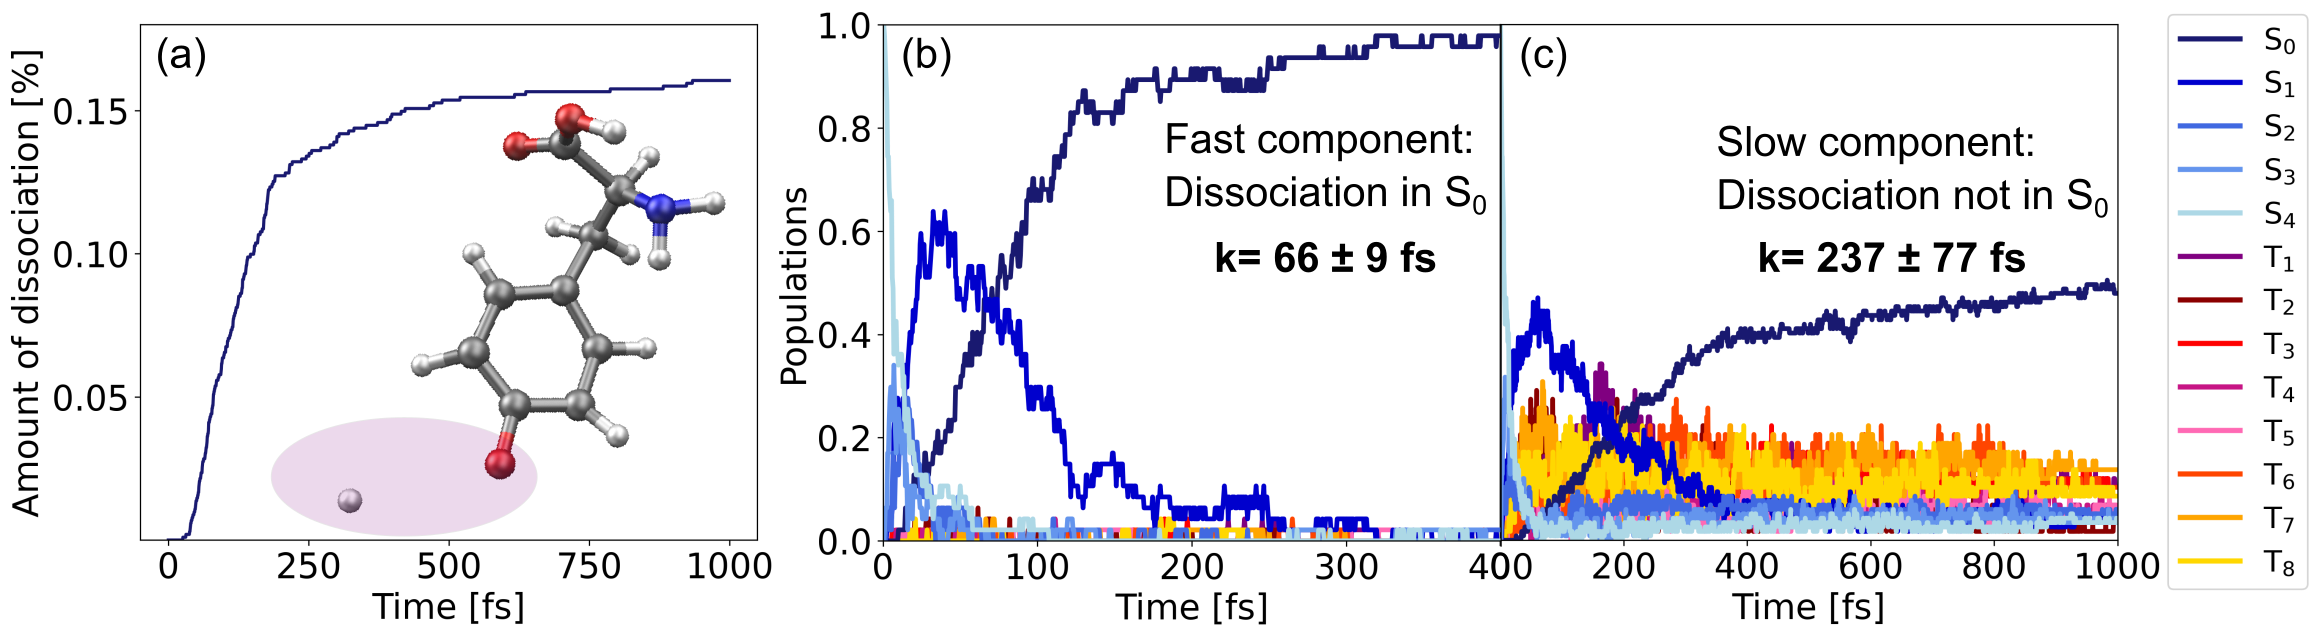 (a)
Amount of dissociation [%]
0.15
0.10
0.05
0 250 500 750 1000
Time [fs]
(b)
Populations
1.0
0.8
0.6
0.4
0.2
0.0
Fast component:
Dissociation in S₀
k= 66 ± 9 fs
0 100 200 300 400
Time [fs]
(c)
Slow component:
Dissociation not in S₀
k= 237 ± 77 fs
200 400 600 800 1000
Time [fs]
S₀
S₁
S₂
S₃
S₄
T₁
T₂
T₃
T₄
T₅
T₆
T₇
T₈